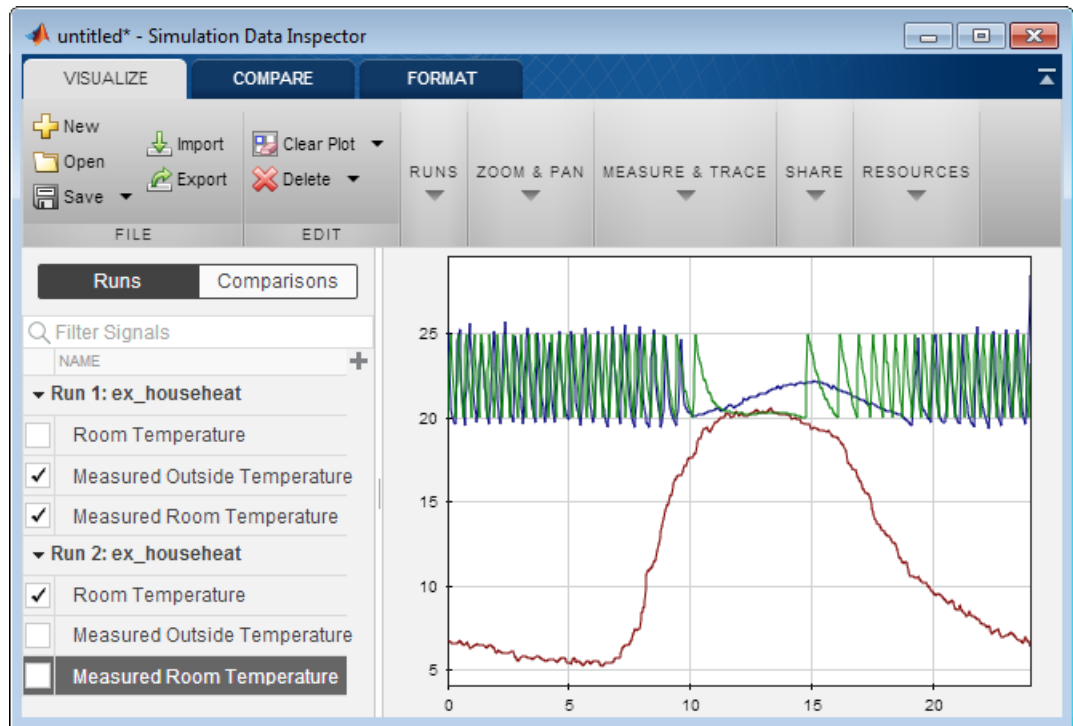 untitled* - Simulation Data Inspector
VISUALIZE COMPARE FORMAT
New
Open
Save
Import
Export
FILE
Clear Plot
Delete
EDIT
RUNS
ZOOM & PAN
MEASURE & TRACE
SHARE
RESOURCES
Runs Comparisons
Filter Signals
NAME
Run 1: ex_househeat
Room Temperature
Measured Outside Temperature
Measured Room Temperature
Run 2: ex_househeat
Room Temperature
Measured Outside Temperature
Measured Room Temperature
25
20
15
10
5
0 5 10 15 20